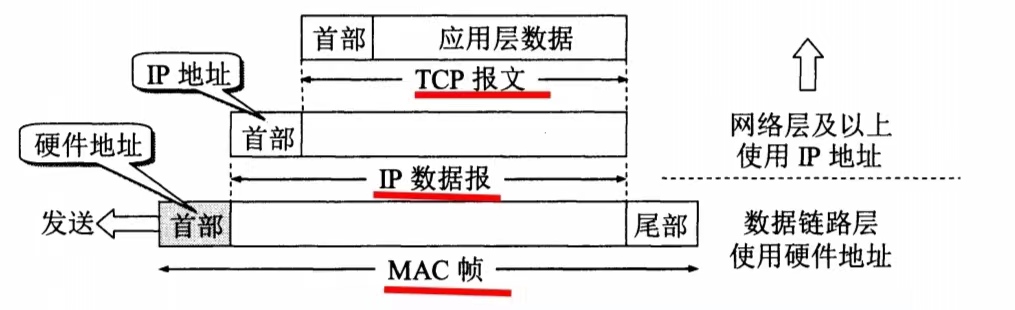 首部 应用层数据
IP 地址
TCP 报文
首部
网络层及以上
使用 IP 地址
硬件地址
IP 数据报
发送 首部 尾部
数据链路层
使用硬件地址
MAC 帧